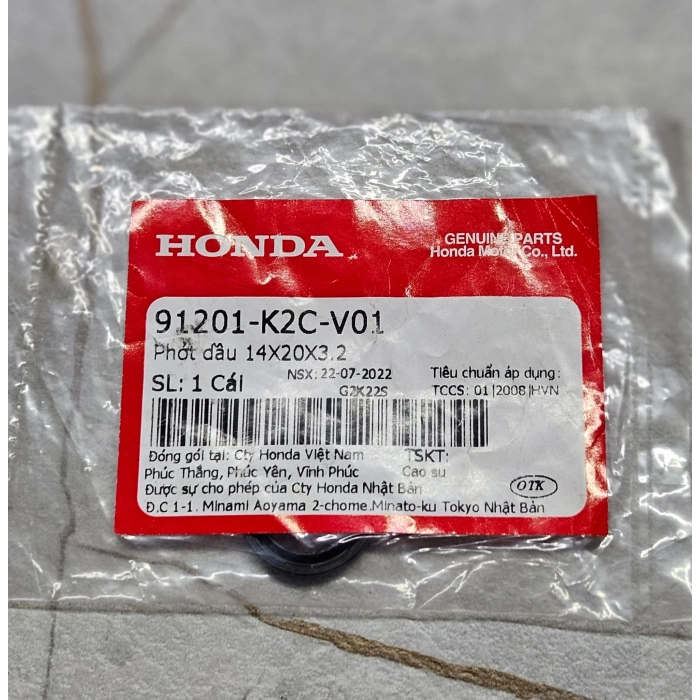 HONDA
GENUINE PARTS
Honda Motor Co., Ltd.
91201-K2C-V01
Phớt dầu 14X20X3.2
SL: 1 Cái
NSX: 22-07-2022
G2K22S
Tiêu chuẩn áp dụng:
TCCS: 01|2008|HVN
Đóng gói tại: Cty Honda Việt Nam
TSKT:
Phúc Thắng, Phúc Yên, Vĩnh Phúc
Cao su
Được sự cho phép của Cty Honda Nhật Bản
OTK
Đ.C 1-1. Minami Aoyama 2-chome.Minato-ku Tokyo Nhật Bản